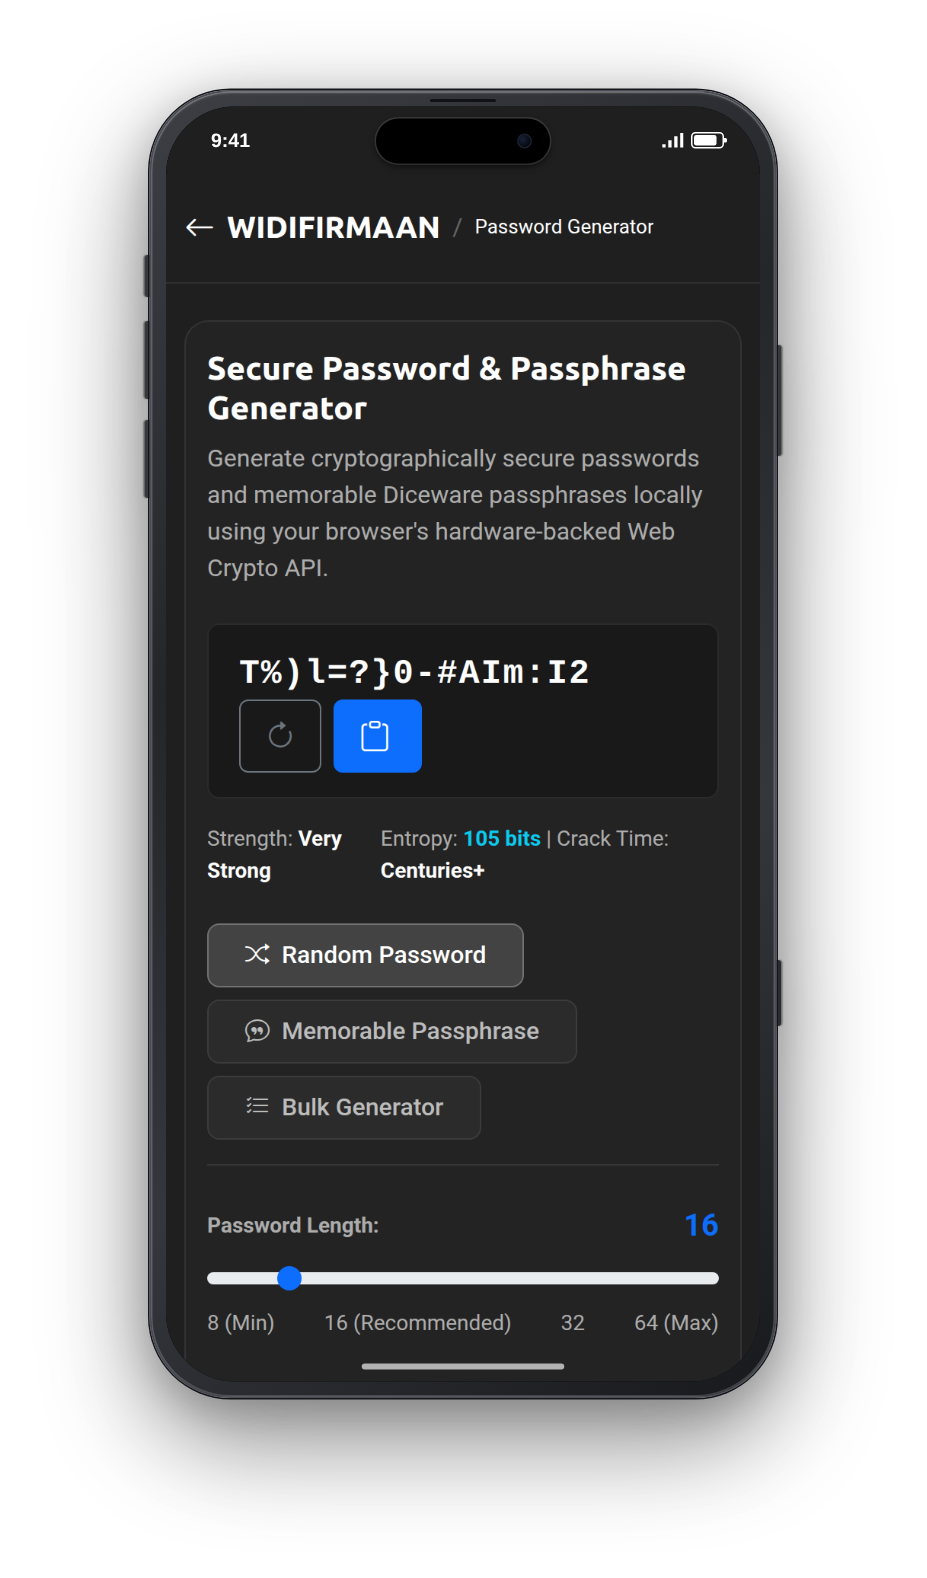 9:41
WIDIFIRMAAN / Password Generator
Secure Password & Passphrase
Generator
Generate cryptographically secure passwords
and memorable Diceware passphrases locally
using your browser's hardware-backed Web
Crypto API.
T%)l=?}0-#AIm:I2
Strength: Very
Strong
Entropy: 105 bits | Crack Time:
Centuries+
Random Password
Memorable Passphrase
Bulk Generator
Password Length: 16
8 (Min) 16 (Recommended) 32 64 (Max)